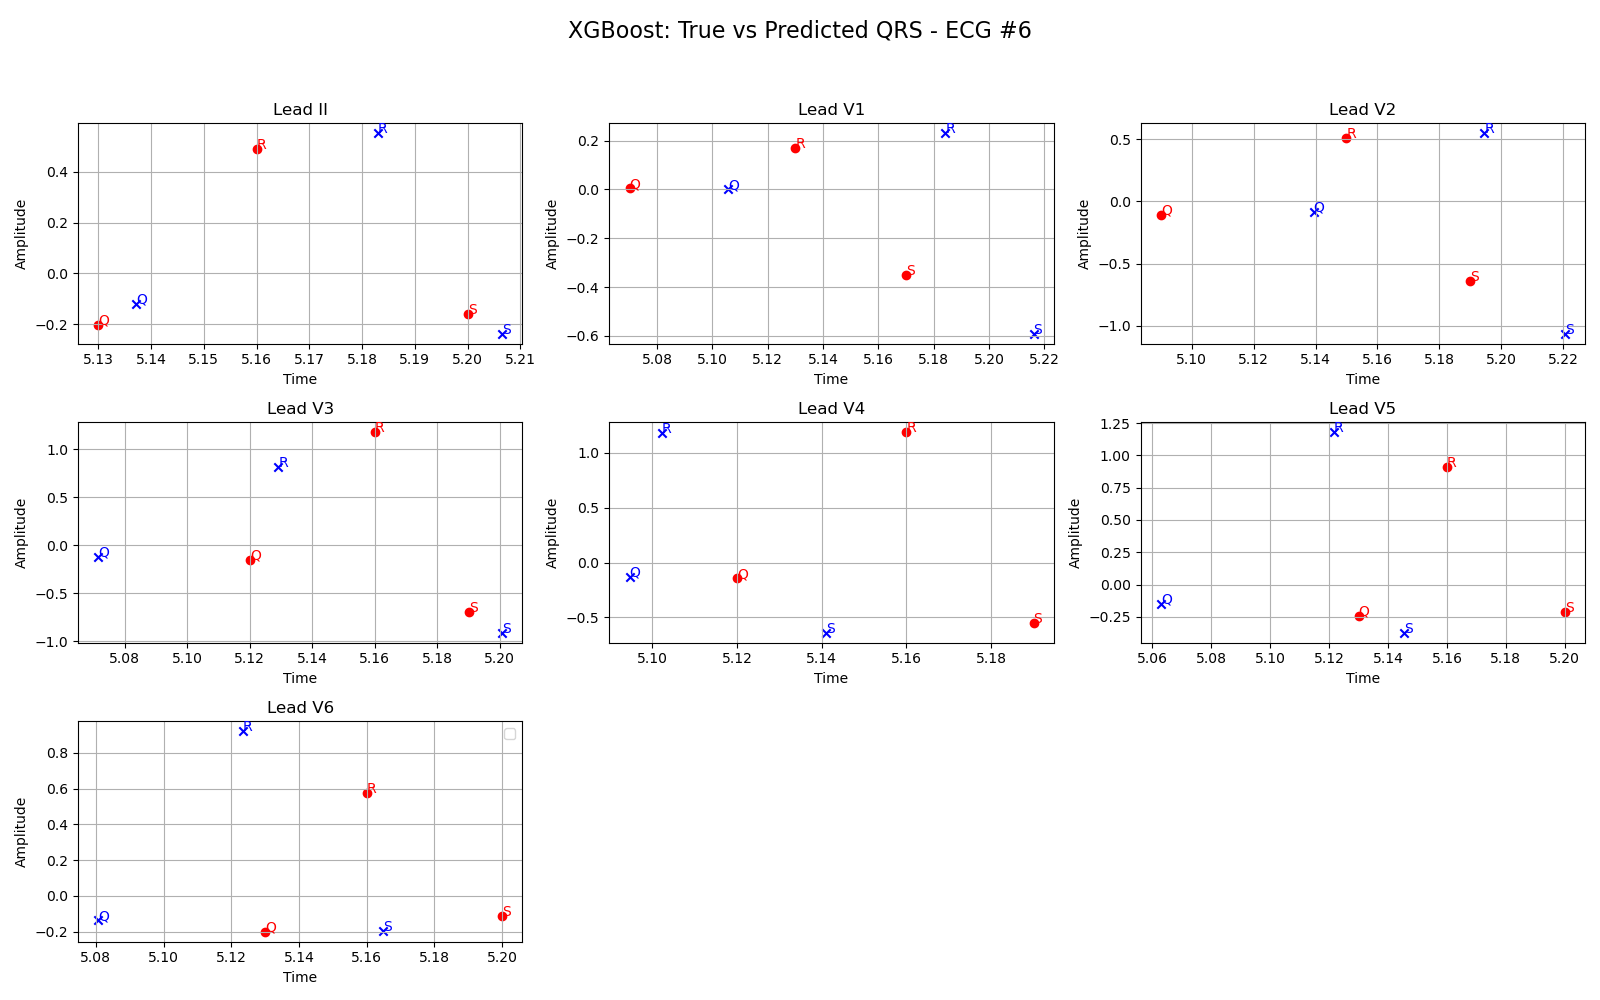 XGBoost: True vs Predicted QRS - ECG #6
Lead II
Amplitude
0.4
0.2
0.0
−0.2
Q
R
S
Q
R
S
5.13 5.14 5.15 5.16 5.17 5.18 5.19 5.20 5.21
Time
Lead V1
Amplitude
0.2
0.0
−0.2
−0.4
−0.6
Q
R
S
Q
R
S
5.08 5.10 5.12 5.14 5.16 5.18 5.20 5.22
Time
Lead V2
Amplitude
0.5
0.0
−0.5
−1.0
Q
R
S
Q
R
S
5.10 5.12 5.14 5.16 5.18 5.20 5.22
Time
Lead V3
Amplitude
1.0
0.5
0.0
−0.5
−1.0
Q
R
S
Q
R
S
5.08 5.10 5.12 5.14 5.16 5.18 5.20
Time
Lead V4
Amplitude
1.0
0.5
0.0
−0.5
Q
R
S
Q
R
S
5.10 5.12 5.14 5.16 5.18
Time
Lead V5
Amplitude
1.25
1.00
0.75
0.50
0.25
0.00
−0.25
Q
R
S
Q
R
S
5.06 5.08 5.10 5.12 5.14 5.16 5.18 5.20
Time
Lead V6
Amplitude
0.8
0.6
0.4
0.2
0.0
−0.2
Q
R
S
Q
R
S
5.08 5.10 5.12 5.14 5.16 5.18 5.20
Time